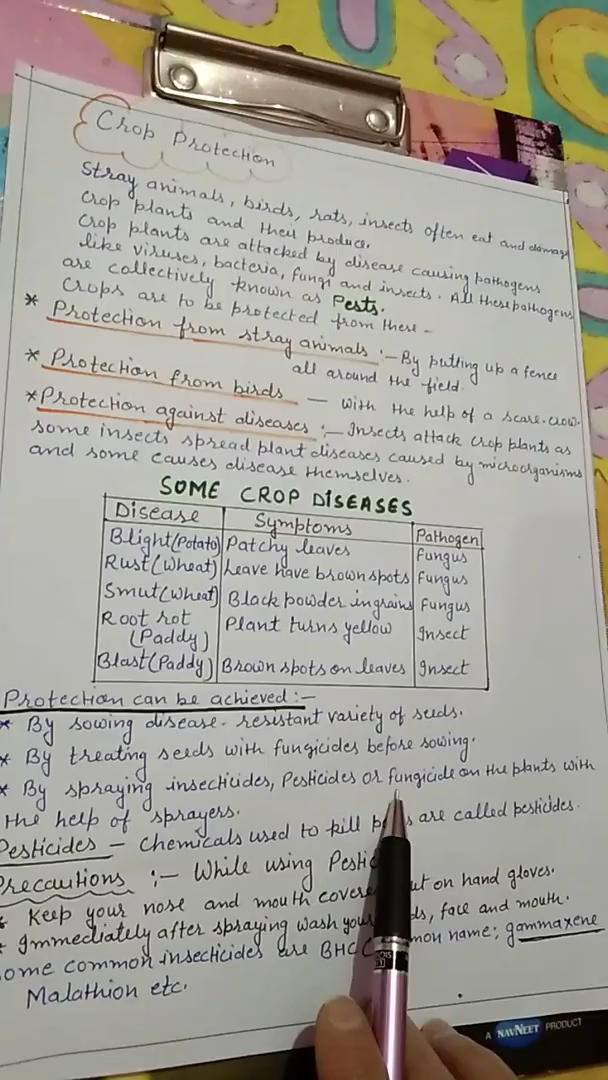 Crop Protection
Stray animals, birds, rats, insects often eat and damage
crop plants and their produce.
Crop plants are attacked by disease causing pathogens
like viruses, bacteria, fungi and insects. All these pathogens
are collectively known as Pests.
Crops are to be protected from these -
* Protection from stray animals :- By putting up a fence
all around the field.
* Protection from birds - With the help of a scare-crow.
* Protection against diseases :- Insects attack crop plants as
some insects spread plant diseases caused by microorganisms
and some causes disease themselves.
SOME CROP DISEASES
Disease Symptoms Pathogen
Blight (Potato) Patchy leaves Fungus
Rust (Wheat) Leave have brown spots Fungus
Smut (Wheat) Black powder in grains Fungus
Root rot (Paddy) Plant turns yellow Insect
Blast (Paddy) Brown spots on leaves Insect
Protection can be achieved :-
* By sowing disease-resistant variety of seeds.
* By treating seeds with fungicides before sowing.
* By spraying insecticides, Pesticides or fungicide on the plants with
the help of sprayers.
Pesticides - Chemicals used to kill are called pesticides.
Precautions :- While using
* Keep your nose and mouth on hand gloves.
* Immediately after spraying wash face and mouth.
some common insecticides are BHC name; gammaxene
Malathion etc.
A NAVNEET PRODUCT